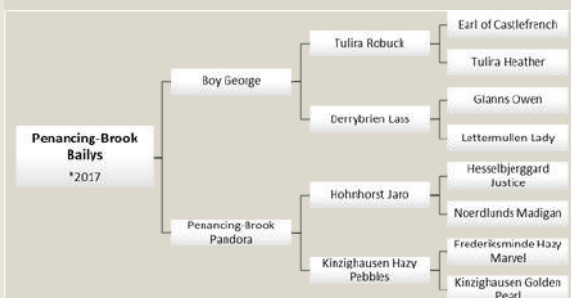 Penancing-Brook
Bailys
*2017
Boy George
Penancing-Brook
Pandora
Tulira Robuck
Derrybrien Lass
Hohnhorst Jaro
Kinzighausen Hazy
Pebbles
Earl of Castlefrench
Tulira Heather
Glanns Owen
Lettermullen Lady
Hesselbjerggard
Justice
Noerdlunds Madigan
Frederiksminde Hazy
Marvel
Kinzighausen Golden
Pearl